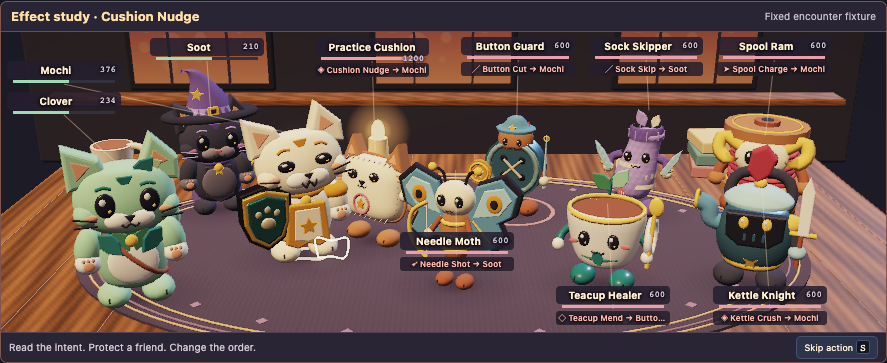 Effect study · Cushion Nudge
Fixed encounter fixture
Soot 210
Practice Cushion 1200
◈ Cushion Nudge → Mochi
Button Guard 600
⟋ Button Cut → Mochi
Sock Skipper 600
⟋ Sock Skip → Soot
Spool Ram 600
➤ Spool Charge → Mochi
Mochi 376
Clover 234
Needle Moth 600
➶ Needle Shot → Soot
Teacup Healer 600
◇ Teacup Mend → Butto...
Kettle Knight 600
◈ Kettle Crush → Mochi
Read the intent. Protect a friend. Change the order.
Skip action S